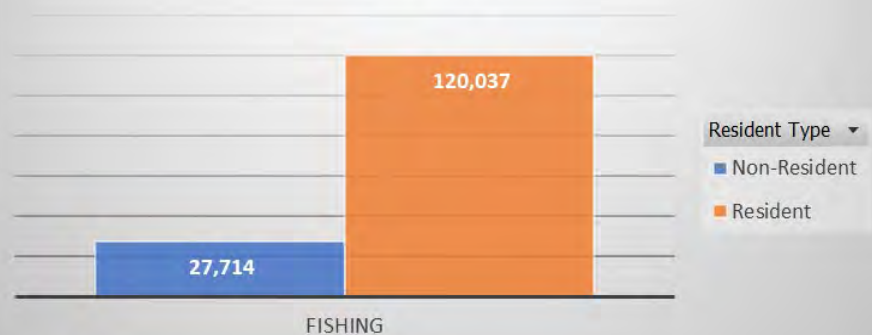 120,037
27,714
FISHING
Resident Type
Non-Resident
Resident